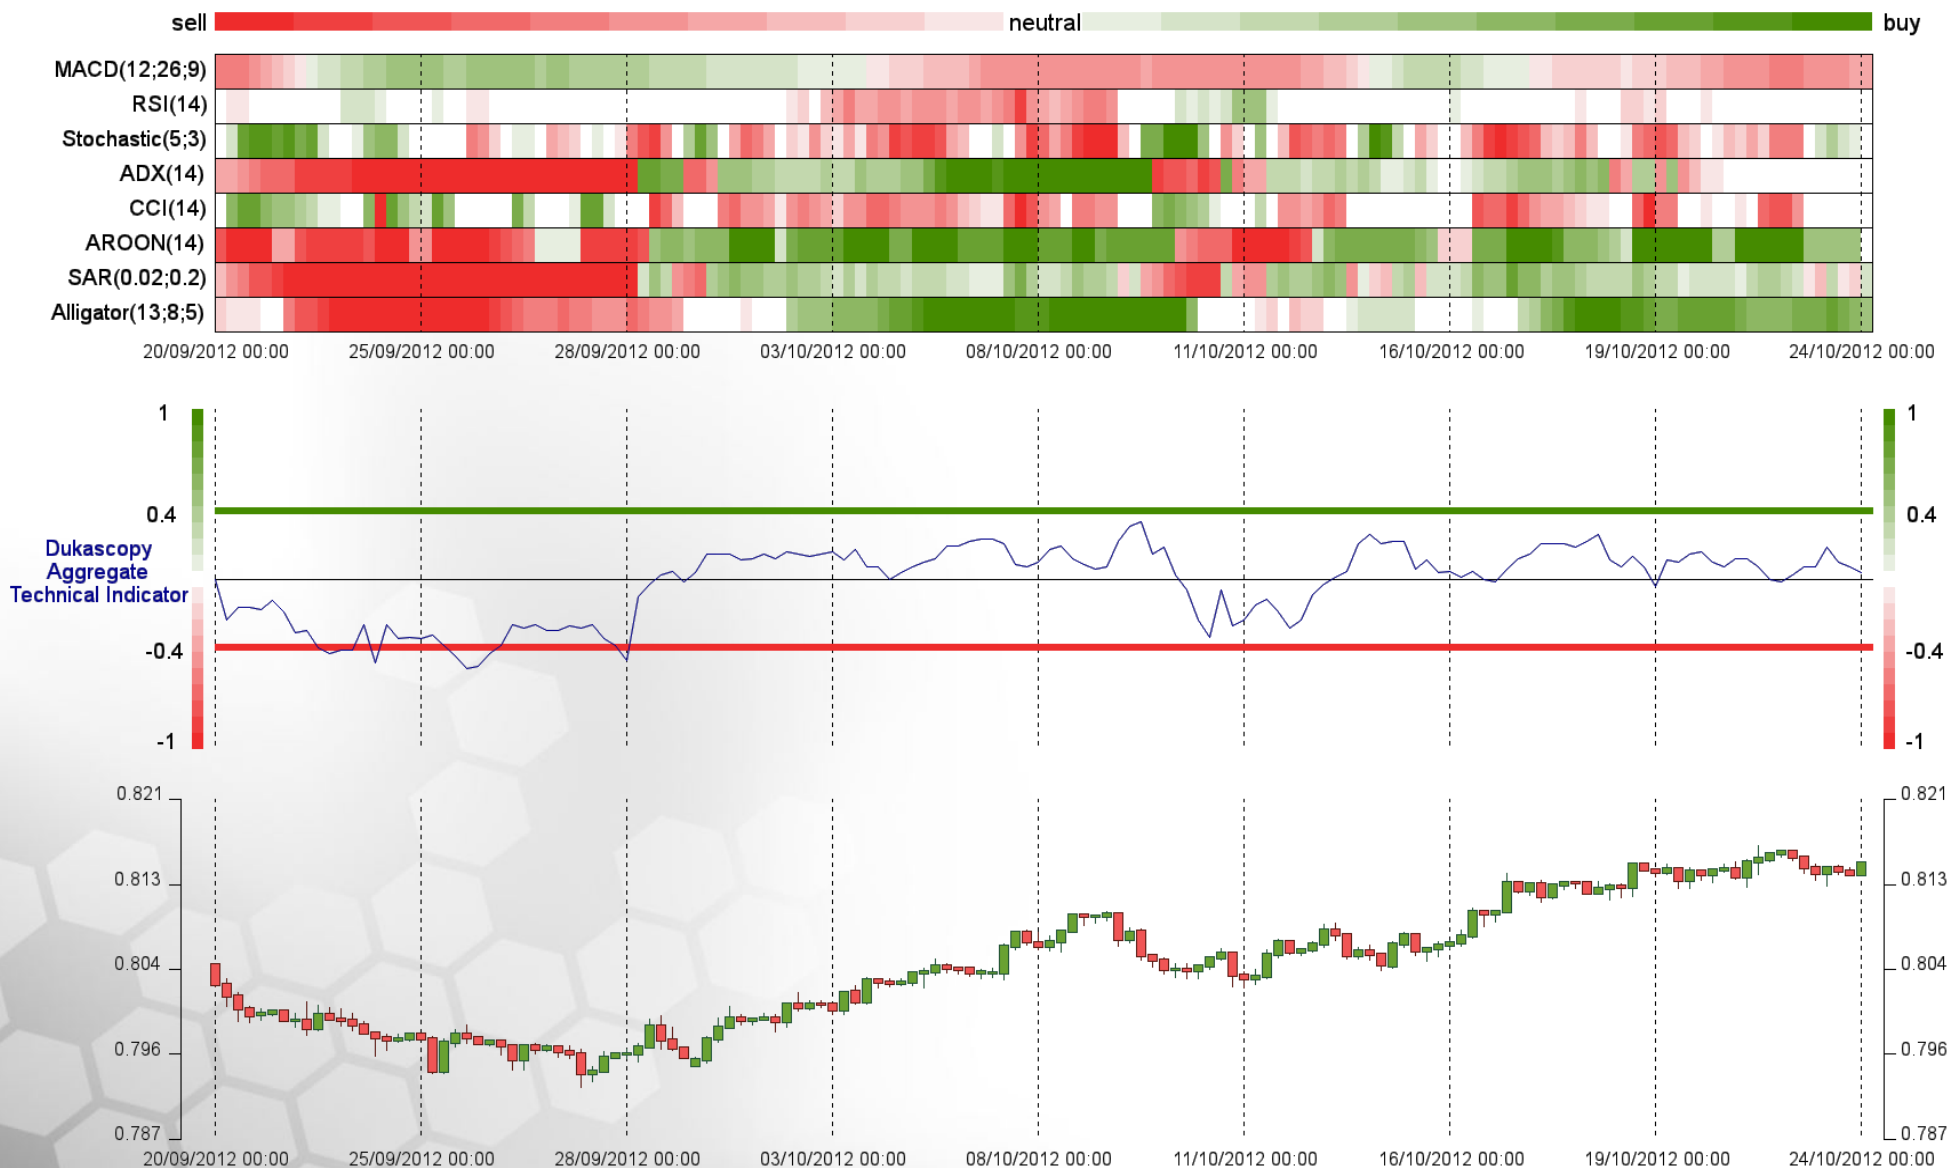 sell neutral buy
MACD(12;26;9)
RSI(14)
Stochastic(5;3)
ADX(14)
CCI(14)
AROON(14)
SAR(0.02;0.2)
Alligator(13;8;5)
20/09/2012 00:00 25/09/2012 00:00 28/09/2012 00:00 03/10/2012 00:00 08/10/2012 00:00 11/10/2012 00:00 16/10/2012 00:00 19/10/2012 00:00 24/10/2012 00:00
1 1
0.4 0.4
Dukascopy
Aggregate
Technical Indicator
-0.4 -0.4
-1 -1
0.821 0.821
0.813 0.813
0.804 0.804
0.796 0.796
0.787 0.787
20/09/2012 00:00 25/09/2012 00:00 28/09/2012 00:00 03/10/2012 00:00 08/10/2012 00:00 11/10/2012 00:00 16/10/2012 00:00 19/10/2012 00:00 24/10/2012 00:00